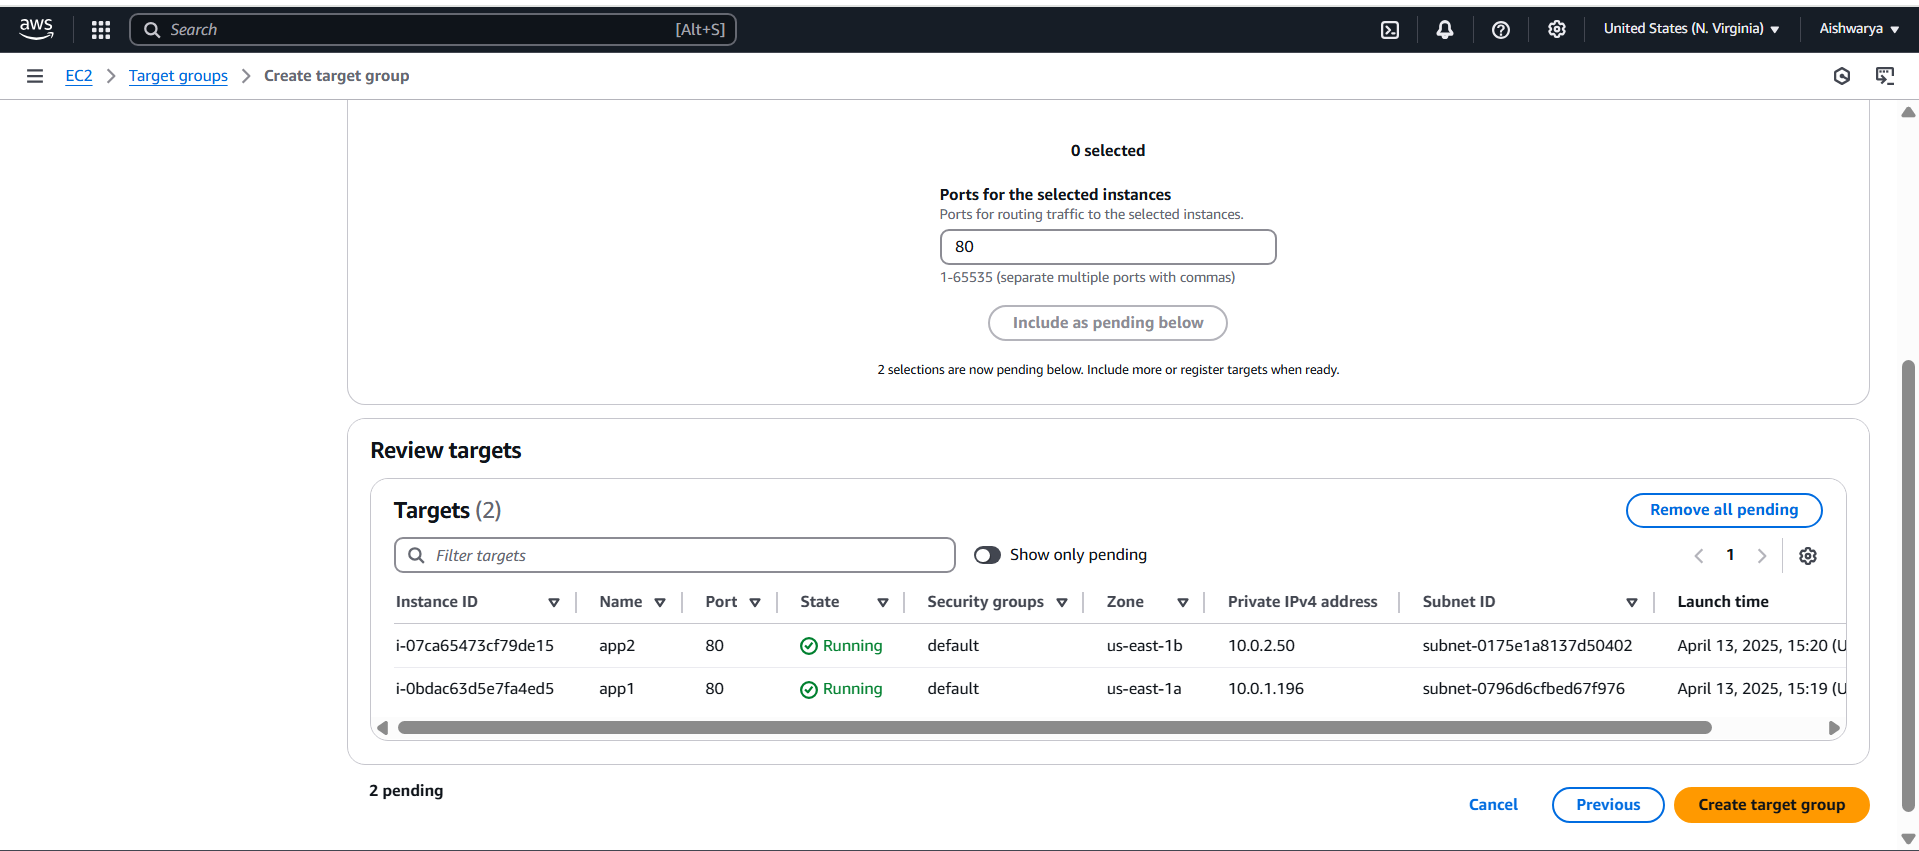 aws
Search [Alt+S]
United States (N. Virginia) Aishwarya
EC2 Target groups Create target group
0 selected
Ports for the selected instances
Ports for routing traffic to the selected instances.
80
1-65535 (separate multiple ports with commas)
Include as pending below
2 selections are now pending below. Include more or register targets when ready.
Review targets
Targets (2) Remove all pending
Filter targets Show only pending 1
Instance ID Name Port State Security groups Zone Private IPv4 address Subnet ID Launch time
i-07ca65473cf79de15 app2 80 Running default us-east-1b 10.0.2.50 subnet-0175e1a8137d50402 April 13, 2025, 15:20 (U
i-0bdac63d5e7fa4ed5 app1 80 Running default us-east-1a 10.0.1.196 subnet-0796d6cfbed67f976 April 13, 2025, 15:19 (U
2 pending
Cancel Previous Create target group